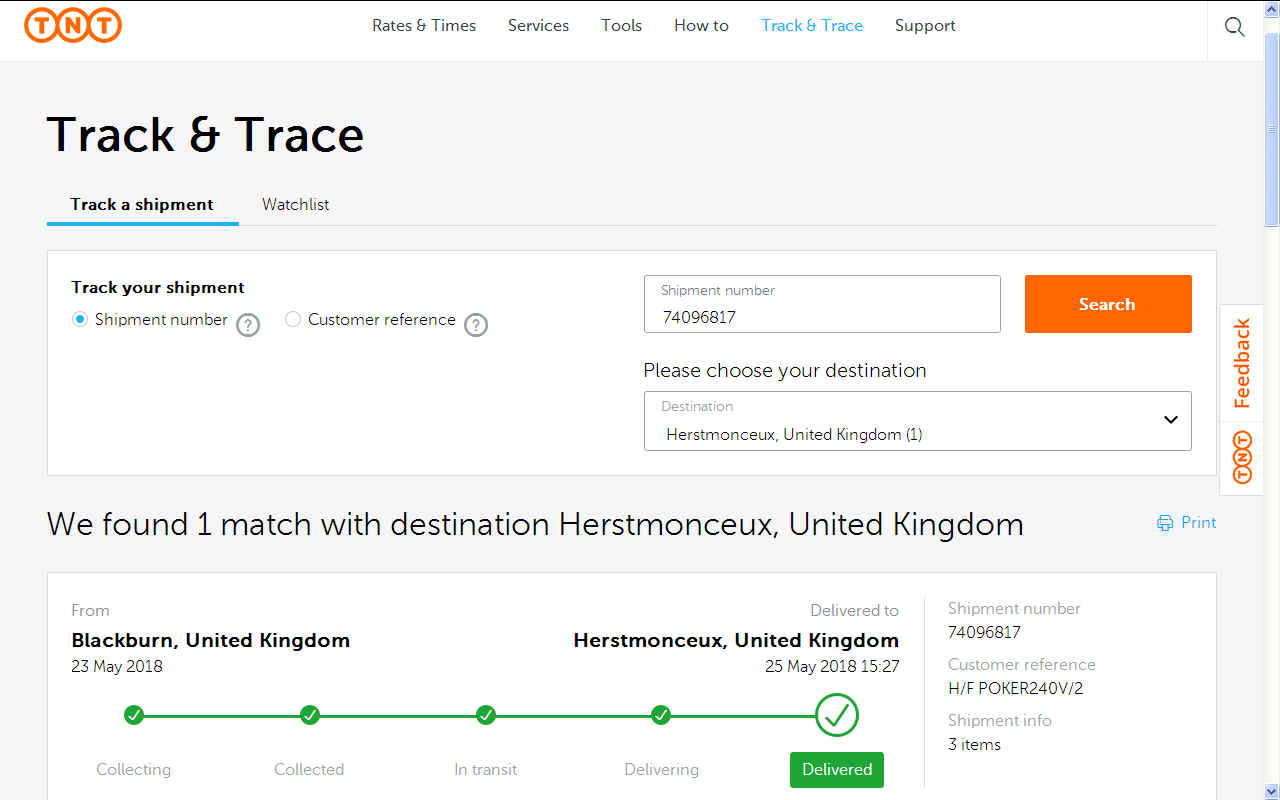 TNT
Rates & Times Services Tools How to Track & Trace Support
Track & Trace
Track a shipment Watchlist
Track your shipment
Shipment number ? Customer reference ?
Shipment number
74096817
Search
Please choose your destination
Destination
Herstmonceux, United Kingdom (1)
Feedback
TNT
We found 1 match with destination Herstmonceux, United Kingdom
Print
From
Blackburn, United Kingdom
23 May 2018
Delivered to
Herstmonceux, United Kingdom
25 May 2018 15:27
Collecting Collected In transit Delivering Delivered
Shipment number
74096817
Customer reference
H/F POKER240V/2
Shipment info
3 items